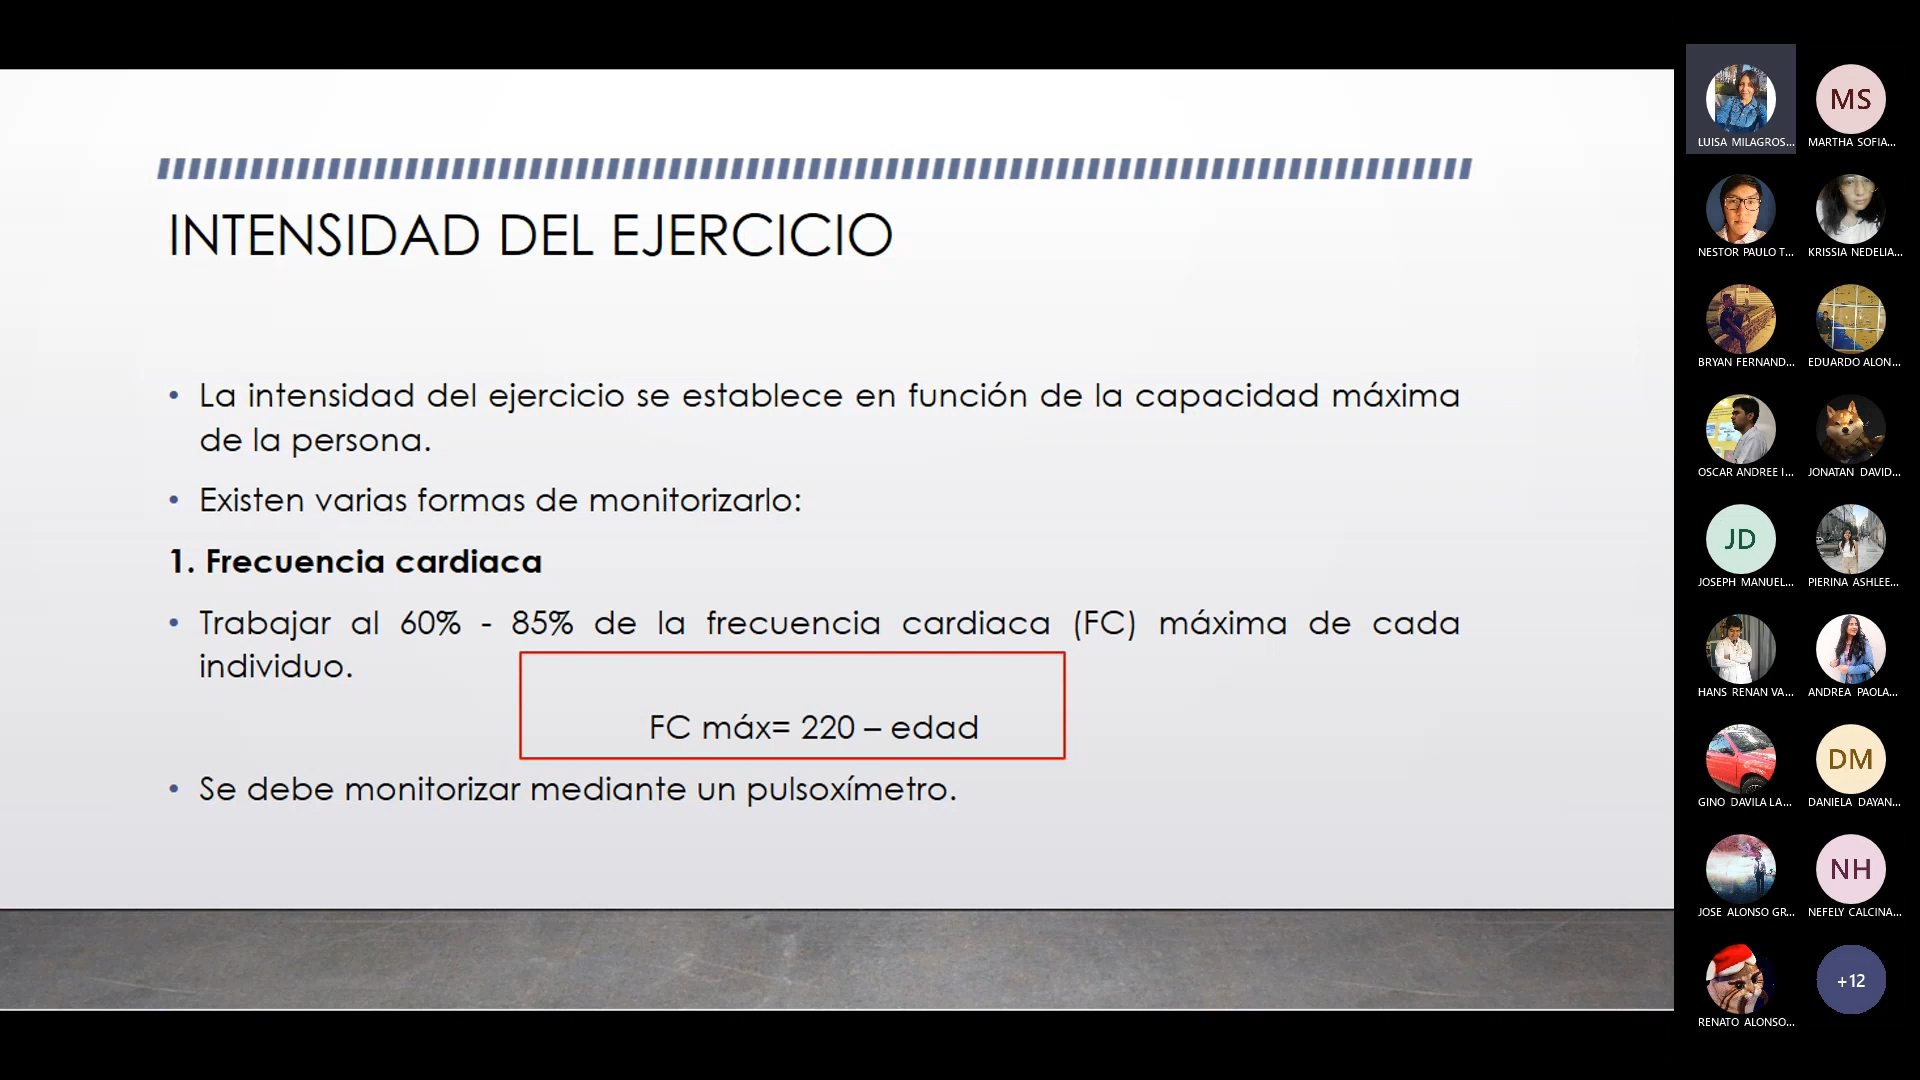 INTENSIDAD DEL EJERCICIO
• La intensidad del ejercicio se establece en función de la capacidad máxima
de la persona.
• Existen varias formas de monitorizarlo:
1. Frecuencia cardiaca
• Trabajar al 60% - 85% de la frecuencia cardiaca (FC) máxima de cada
individuo.
FC máx= 220 – edad
• Se debe monitorizar mediante un pulsoxímetro.
LUISA MILAGROS...
MS
MARTHA SOFIA...
NESTOR PAULO T...
KRISSIA NEDELIA...
BRYAN FERNAND...
EDUARDO ALON...
OSCAR ANDREE I...
JONATAN DAVID...
JD
JOSEPH MANUEL...
PIERINA ASHLEE...
HANS RENAN VA...
ANDREA PAOLA...
GINO DAVILA LA...
DM
DANIELA DAYAN...
JOSE ALONSO GR...
NH
NEFELY CALCINA...
RENATO ALONSO...
+12